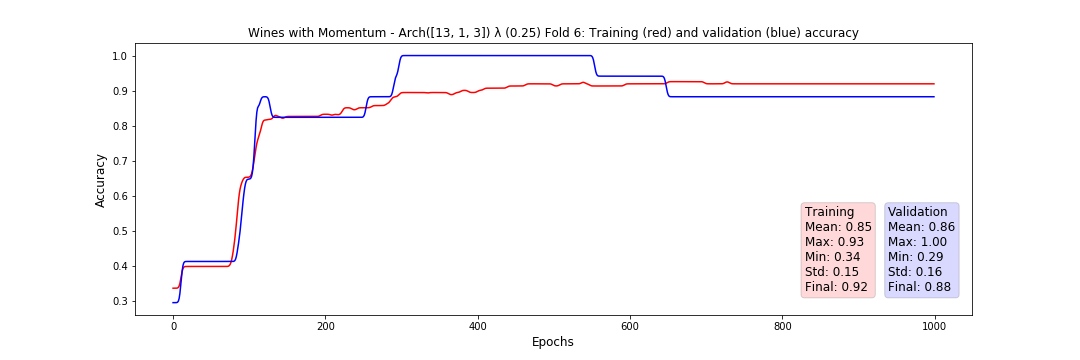 Wines with Momentum - Arch([13, 1, 3]) λ (0.25) Fold 6: Training (red) and validation (blue) accuracy
Accuracy
1.0
0.9
0.8
0.7
0.6
0.5
0.4
0.3
Training
Mean: 0.85
Max: 0.93
Min: 0.34
Std: 0.15
Final: 0.92
Validation
Mean: 0.86
Max: 1.00
Min: 0.29
Std: 0.16
Final: 0.88
0 200 400 600 800 1000
Epochs